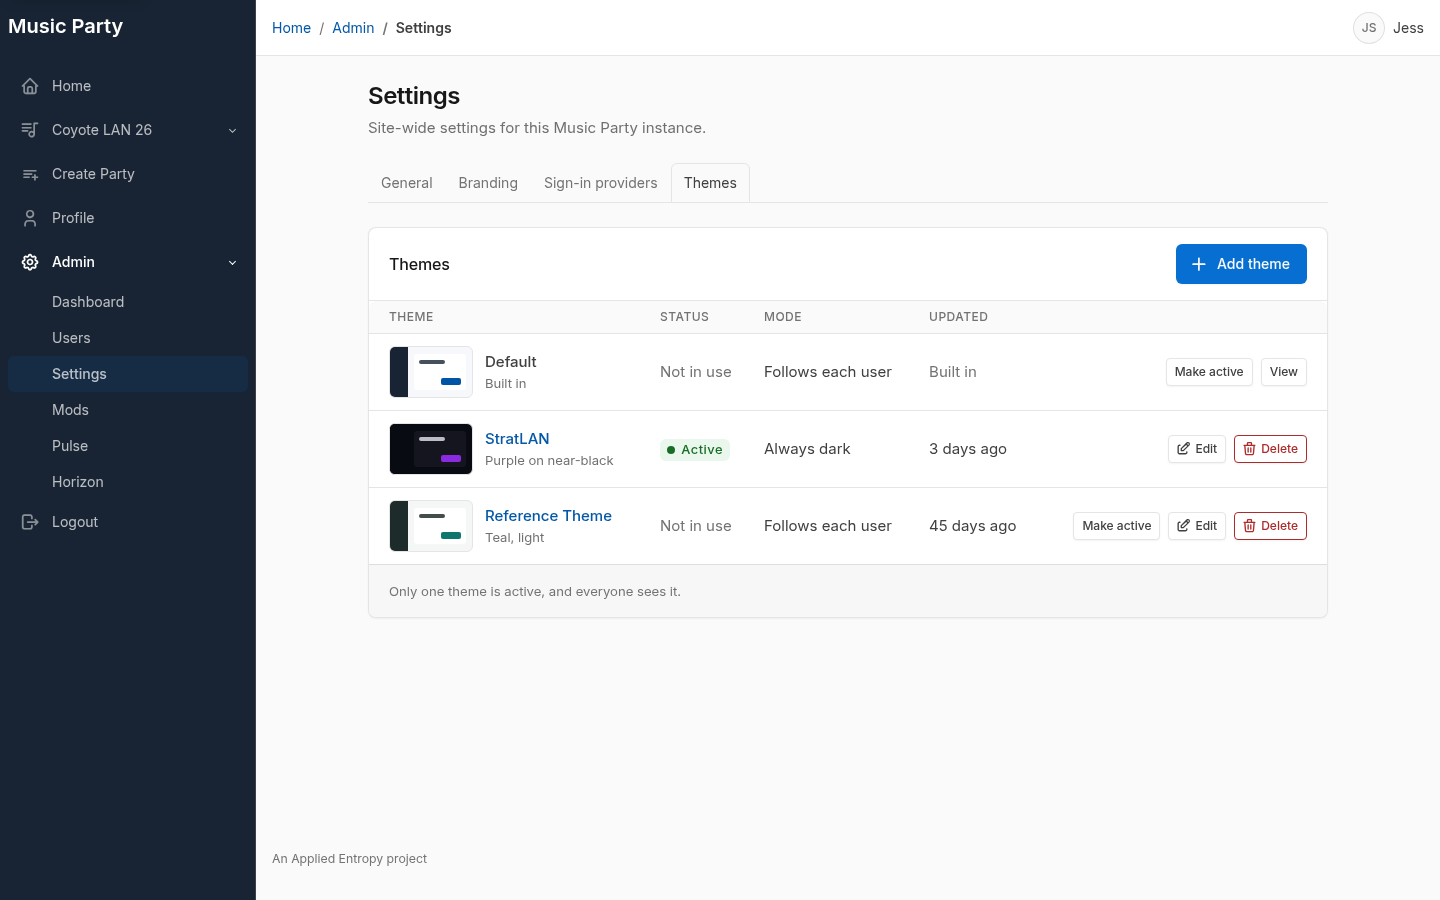 Music Party
Home / Admin / Settings
JS Jess
Home
Coyote LAN 26
Create Party
Profile
Admin
Dashboard
Users
Settings
Mods
Pulse
Horizon
Logout
Settings
Site-wide settings for this Music Party instance.
General Branding Sign-in providers Themes
Themes
Add theme
THEME STATUS MODE UPDATED
Default
Built in
Not in use Follows each user Built in Make active View
StratLAN
Purple on near-black
Active Always dark 3 days ago Edit Delete
Reference Theme
Teal, light
Not in use Follows each user 45 days ago Make active Edit Delete
Only one theme is active, and everyone sees it.
An Applied Entropy project